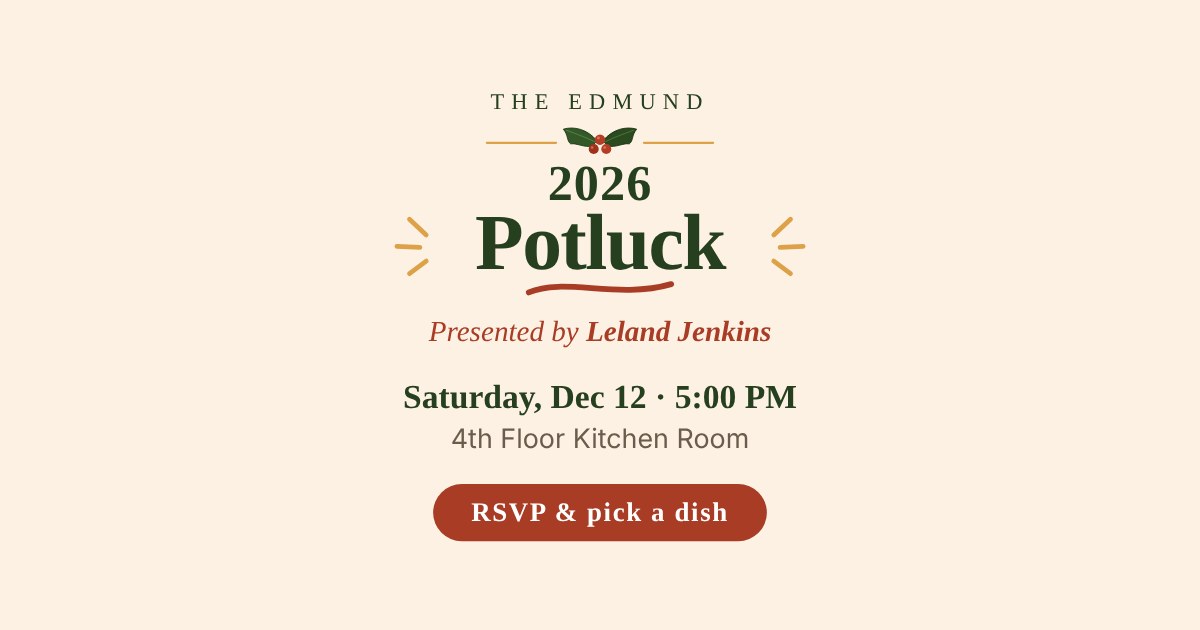 THE EDMUND
2026
Potluck
Presented by Leland Jenkins
Saturday, Dec 12 · 5:00 PM
4th Floor Kitchen Room
RSVP & pick a dish